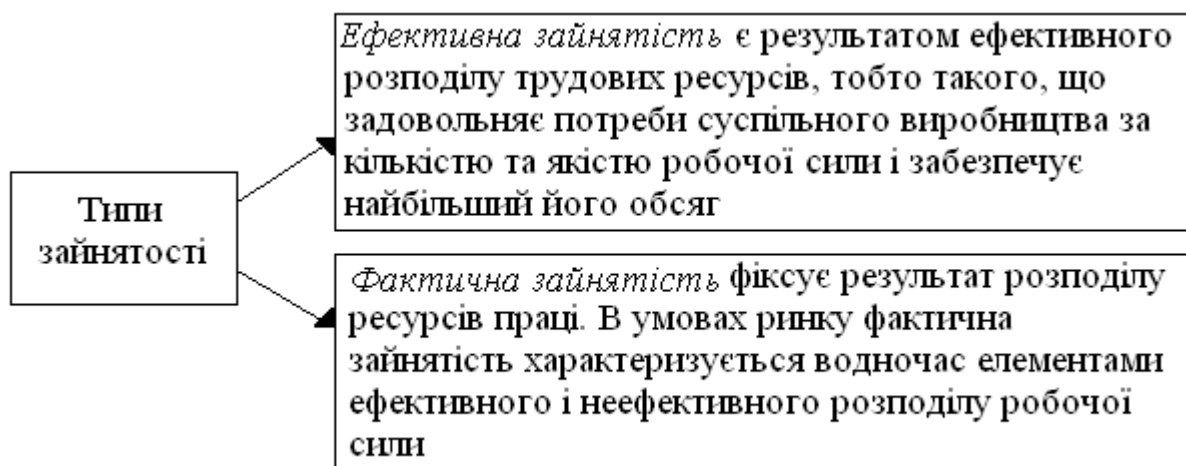 Типи
зайнятості
Ефективна зайнятість є результатом ефективного
розподілу трудових ресурсів, тобто такого, що
задовольняє потреби суспільного виробництва за
кількістю та якістю робочої сили і забезпечує
найбільший його обсяг
Фактична зайнятість фіксує результат розподілу
ресурсів праці. В умовах ринку фактична
зайнятість характеризується водночас елементами
ефективного і неефективного розподілу робочої
сили